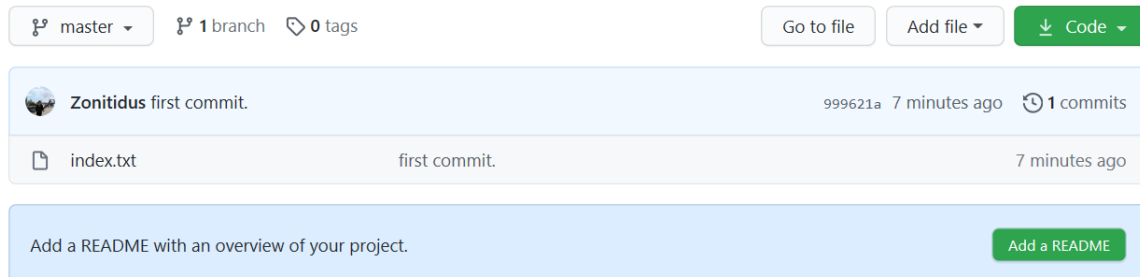 master 1 branch 0 tags Go to file Add file Code
Zonitidus first commit. 999621a 7 minutes ago 1 commits
index.txt first commit. 7 minutes ago
Add a README with an overview of your project. Add a README